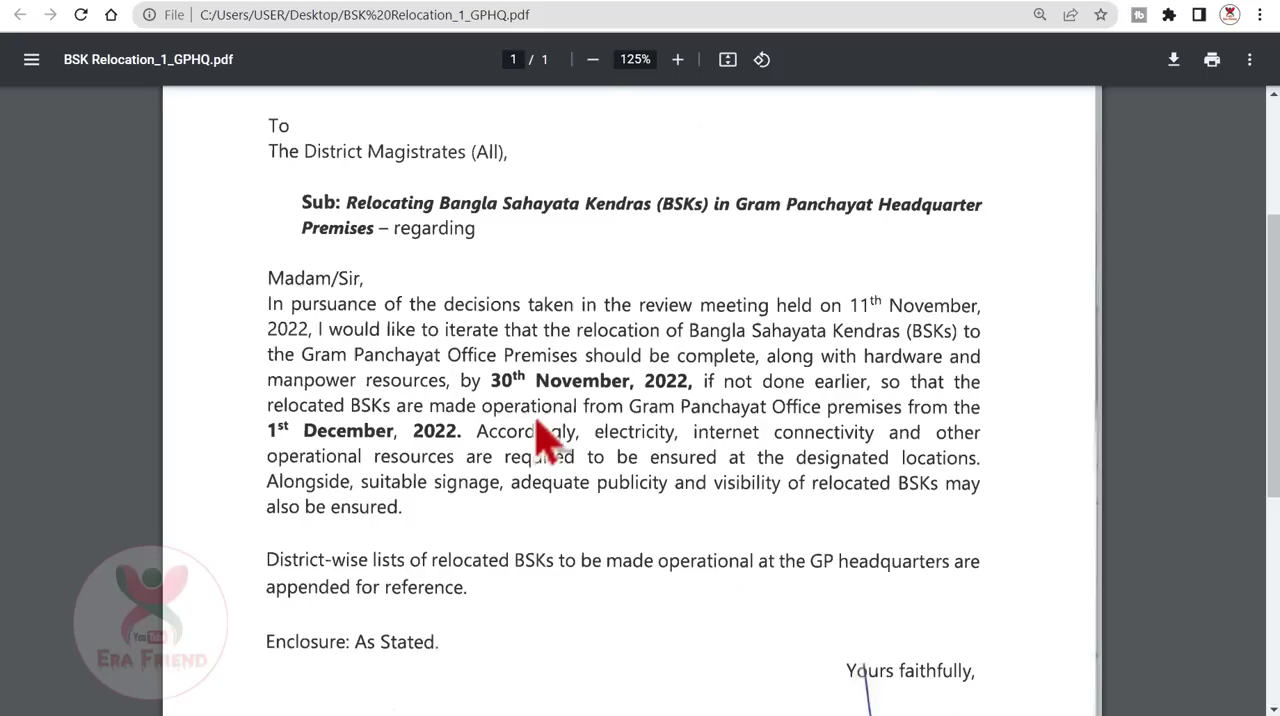 File
C:/Users/USER/Desktop/BSK%20Relocation_1_GPHQ.pdf
BSK Relocation_1_GPHQ.pdf
1 / 1
125%
To
The District Magistrates (All),
Sub: Relocating Bangla Sahayata Kendras (BSKs) in Gram Panchayat Headquarter
Premises – regarding
Madam/Sir,
In pursuance of the decisions taken in the review meeting held on 11th November,
2022, I would like to iterate that the relocation of Bangla Sahayata Kendras (BSKs) to
the Gram Panchayat Office Premises should be complete, along with hardware and
manpower resources, by 30th November, 2022, if not done earlier, so that the
relocated BSKs are made operational from Gram Panchayat Office premises from the
1st December, 2022. Accordingly, electricity, internet connectivity and other
operational resources are required to be ensured at the designated locations.
Alongside, suitable signage, adequate publicity and visibility of relocated BSKs may
also be ensured.
District-wise lists of relocated BSKs to be made operational at the GP headquarters are
appended for reference.
Enclosure: As Stated.
Yours faithfully,
You Tube
ERA FRIEND